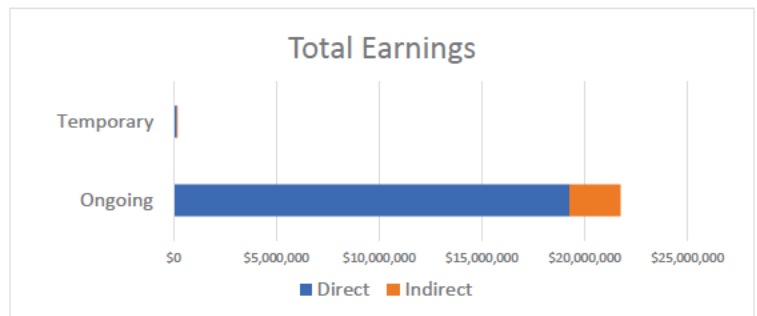 Total Earnings
Temporary
Ongoing
$0 $5,000,000 $10,000,000 $15,000,000 $20,000,000 $25,000,000
Direct Indirect